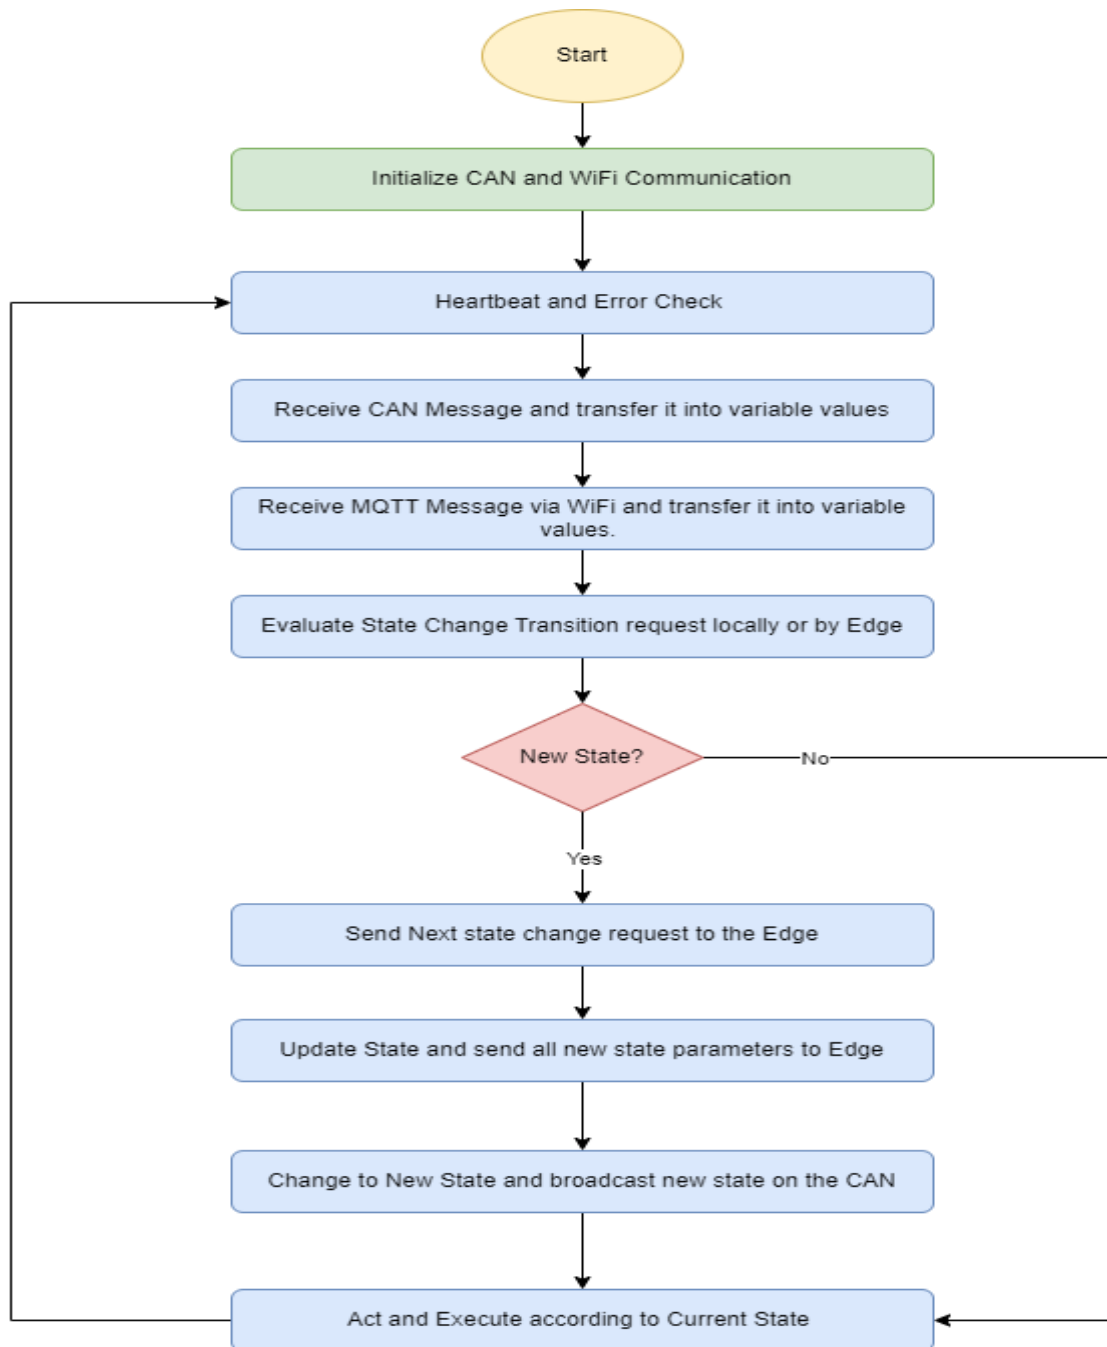 Start
Initialize CAN and WiFi Communication
Heartbeat and Error Check
Receive CAN Message and transfer it into variable values
Receive MQTT Message via WiFi and transfer it into variable
values.
Evaluate State Change Transition request locally or by Edge
New State?
No
Yes
Send Next state change request to the Edge
Update State and send all new state parameters to Edge
Change to New State and broadcast new state on the CAN
Act and Execute according to Current State